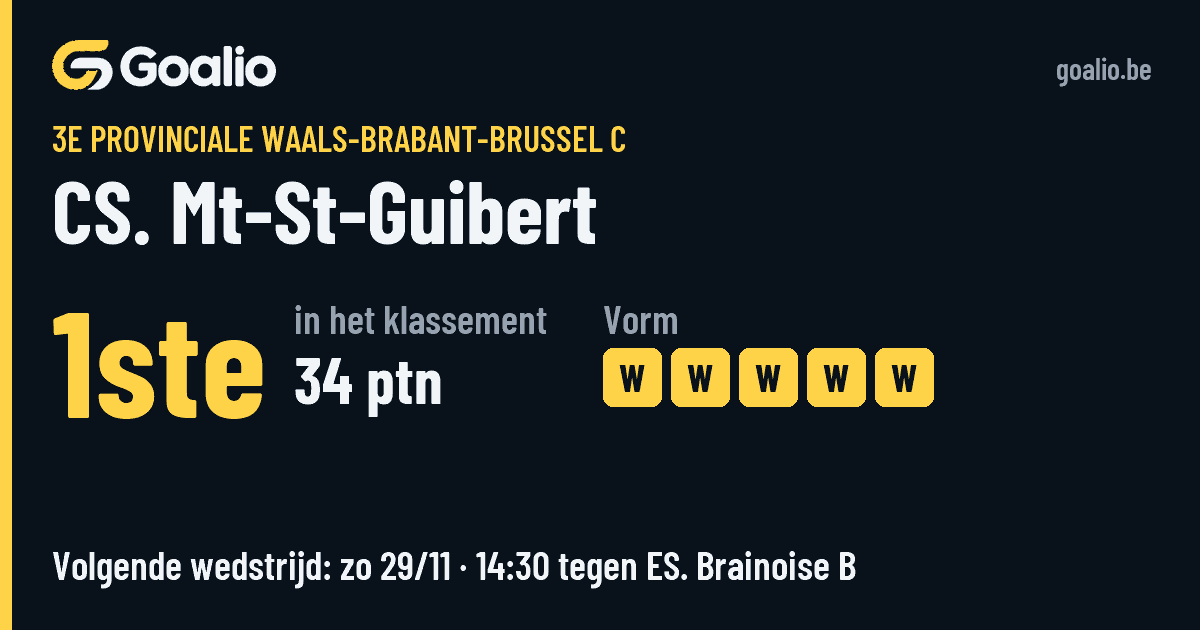 Goalio
goalio.be
3E PROVINCIALE WAALS-BRABANT-BRUSSEL C
CS. Mt-St-Guibert
1ste
in het klassement
34 ptn
Vorm
W W W W W
Volgende wedstrijd: zo 29/11 · 14:30 tegen ES. Brainoise B